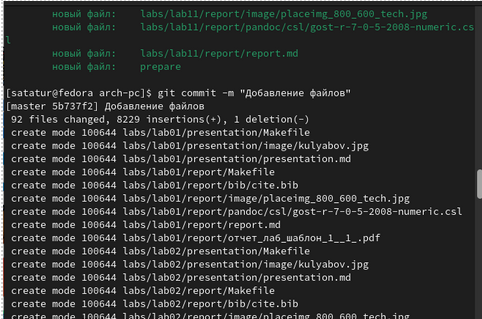 новый файл:    labs/lab11/report/image/placeimg_800_600_tech.jpg
новый файл:    labs/lab11/report/pandoc/csl/gost-r-7-0-5-2008-numeric.cs
l
новый файл:    labs/lab11/report/report.md
новый файл:    prepare
[satatur@fedora arch-pc]$ git commit -m "Добавление файлов"
[master 5b737f2] Добавление файлов
92 files changed, 8229 insertions(+), 1 deletion(-)
create mode 100644 labs/lab01/presentation/Makefile
create mode 100644 labs/lab01/presentation/image/kulyabov.jpg
create mode 100644 labs/lab01/presentation/presentation.md
create mode 100644 labs/lab01/report/Makefile
create mode 100644 labs/lab01/report/bib/cite.bib
create mode 100644 labs/lab01/report/image/placeimg_800_600_tech.jpg
create mode 100644 labs/lab01/report/pandoc/csl/gost-r-7-0-5-2008-numeric.csl
create mode 100644 labs/lab01/report/report.md
create mode 100644 labs/lab01/report/отчет_лаб_шаблон_1__1_.pdf
create mode 100644 labs/lab02/presentation/Makefile
create mode 100644 labs/lab02/presentation/image/kulyabov.jpg
create mode 100644 labs/lab02/presentation/presentation.md
create mode 100644 labs/lab02/report/Makefile
create mode 100644 labs/lab02/report/bib/cite.bib
create mode 100644 labs/lab02/report/image/placeimg_800_600_tech.jpg